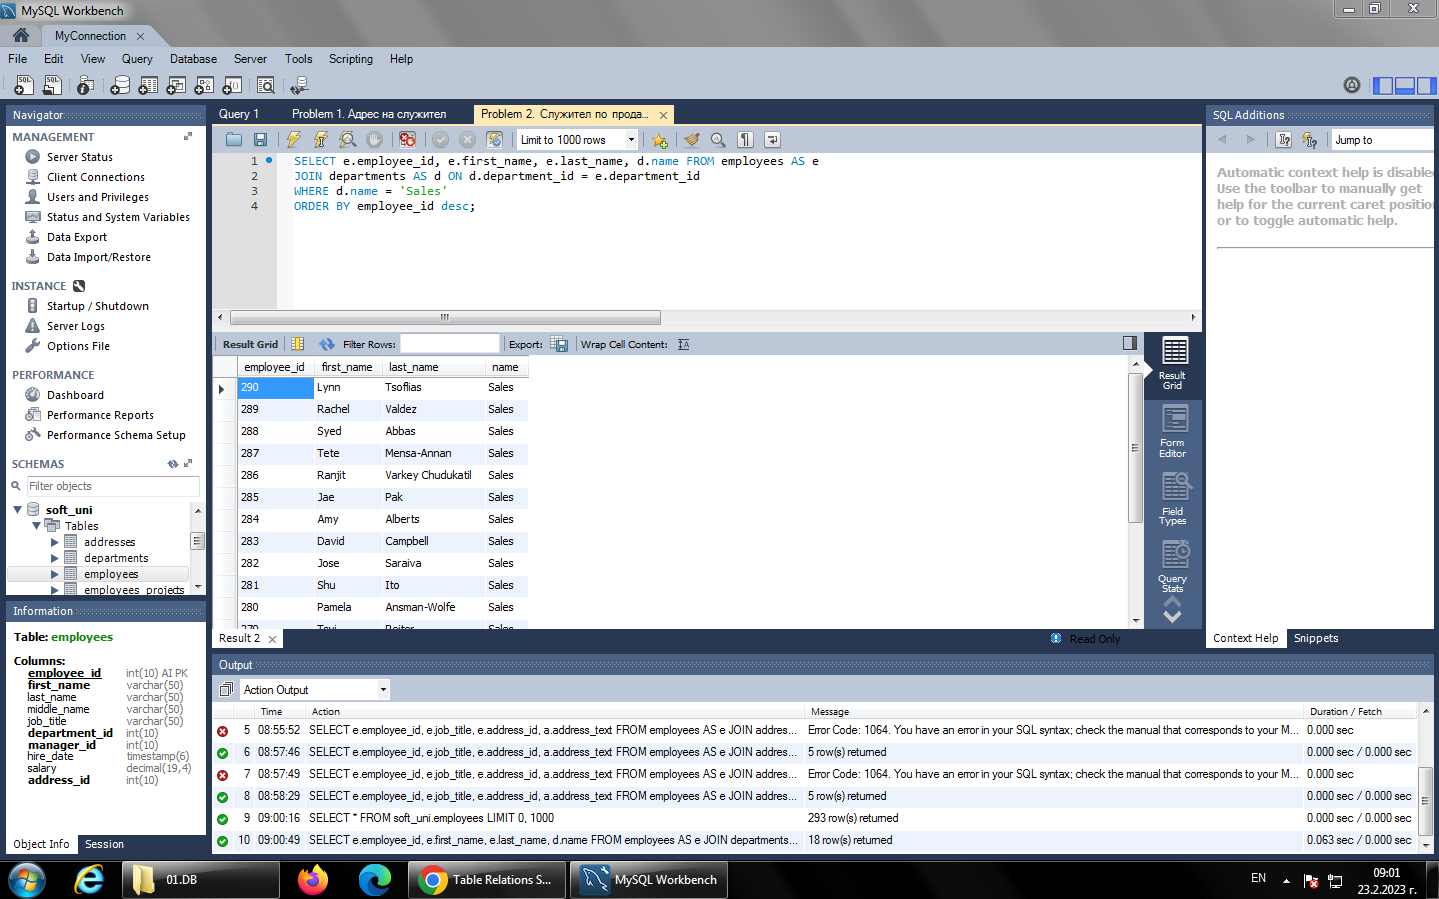 MySQL Workbench
MyConnection
File Edit View Query Database Server Tools Scripting Help
Navigator
MANAGEMENT
Server Status
Client Connections
Users and Privileges
Status and System Variables
Data Export
Data Import/Restore
INSTANCE
Startup / Shutdown
Server Logs
Options File
PERFORMANCE
Dashboard
Performance Reports
Performance Schema Setup
SCHEMAS
Filter objects
soft_uni
Tables
addresses
departments
employees
employees_projects
Information
Table: employees
Columns:
employee_id int(10) AI PK
first_name varchar(50)
last_name varchar(50)
middle_name varchar(50)
job_title varchar(50)
department_id int(10)
manager_id int(10)
hire_date timestamp(6)
salary decimal(19,4)
address_id int(10)
Object Info Session
Query 1 Problem 1. Адрес на служител Problem 2. Служител по прода...
Limit to 1000 rows
1 SELECT e.employee_id, e.first_name, e.last_name, d.name FROM employees AS e
2 JOIN departments AS d ON d.department_id = e.department_id
3 WHERE d.name = 'Sales'
4 ORDER BY employee_id desc;
Result Grid Filter Rows: Export: Wrap Cell Content:
employee_id first_name last_name name
290 Lynn Tsoflias Sales
289 Rachel Valdez Sales
288 Syed Abbas Sales
287 Tete Mensa-Annan Sales
286 Ranjit Varkey Chudukatil Sales
285 Jae Pak Sales
284 Amy Alberts Sales
283 David Campbell Sales
282 Jose Saraiva Sales
281 Shu Ito Sales
280 Pamela Ansman-Wolfe Sales
Result Grid
Form Editor
Field Types
Query Stats
Result 2
Read Only
SQL Additions
Jump to
Automatic context help is disabled
Use the toolbar to manually get
help for the current caret position
or to toggle automatic help.
Context Help Snippets
Output
Action Output
Time Action Message Duration / Fetch
5 08:55:52 SELECT e.employee_id, e.job_title, e.address_id, a.address_text FROM employees AS e JOIN addres... Error Code: 1064. You have an error in your SQL syntax; check the manual that corresponds to your M... 0.000 sec
6 08:57:46 SELECT e.employee_id, e.job_title, e.address_id, a.address_text FROM employees AS e JOIN addres... 5 row(s) returned 0.000 sec / 0.000 sec
7 08:57:49 SELECT e.employee_id, e.job_title, e.address_id, a.address_text FROM employees AS e JOIN addres... Error Code: 1064. You have an error in your SQL syntax; check the manual that corresponds to your M... 0.000 sec
8 08:58:29 SELECT e.employee_id, e.job_title, e.address_id, a.address_text FROM employees AS e JOIN addres... 5 row(s) returned 0.000 sec / 0.000 sec
9 09:00:16 SELECT * FROM soft_uni.employees LIMIT 0, 1000 293 row(s) returned 0.000 sec / 0.000 sec
10 09:00:49 SELECT e.employee_id, e.first_name, e.last_name, d.name FROM employees AS e JOIN departments... 18 row(s) returned 0.063 sec / 0.000 sec
01.DB
Table Relations S...
MySQL Workbench
EN
09:01
23.2.2023 г.